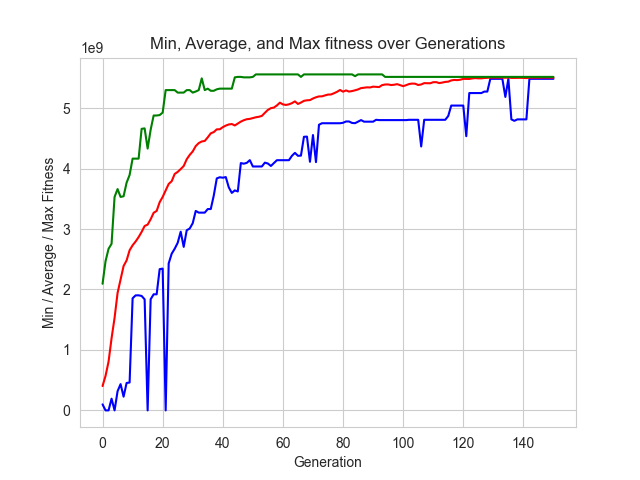 Min, Average, and Max fitness over Generations
1e9
5
4
3
2
1
0
Min / Average / Max Fitness
0 20 40 60 80 100 120 140
Generation